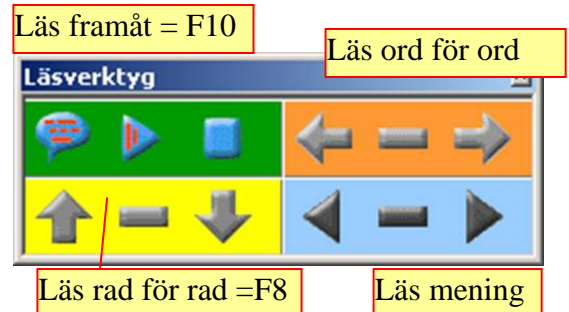 Läs framåt = F10
Läs ord för ord
Läsverktyg
Läs rad för rad =F8
Läs mening